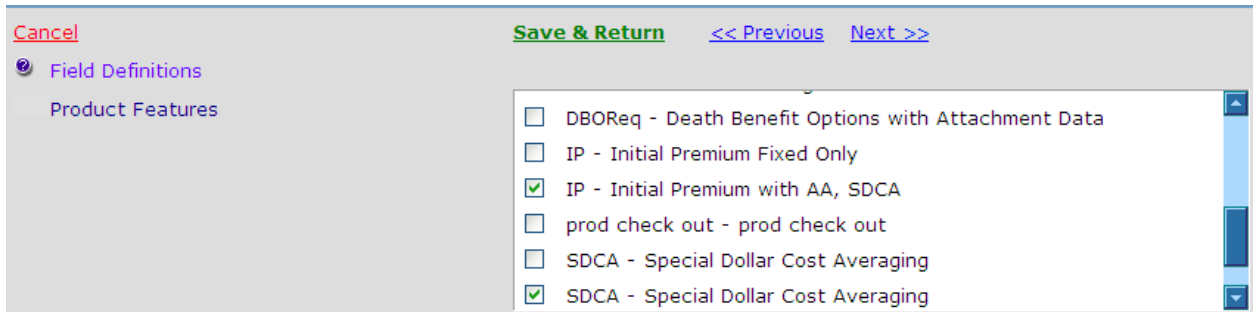 Cancel
Save & Return << Previous Next >>
? Field Definitions
Product Features
DBOReq - Death Benefit Options with Attachment Data
IP - Initial Premium Fixed Only
IP - Initial Premium with AA, SDCA
prod check out - prod check out
SDCA - Special Dollar Cost Averaging
SDCA - Special Dollar Cost Averaging